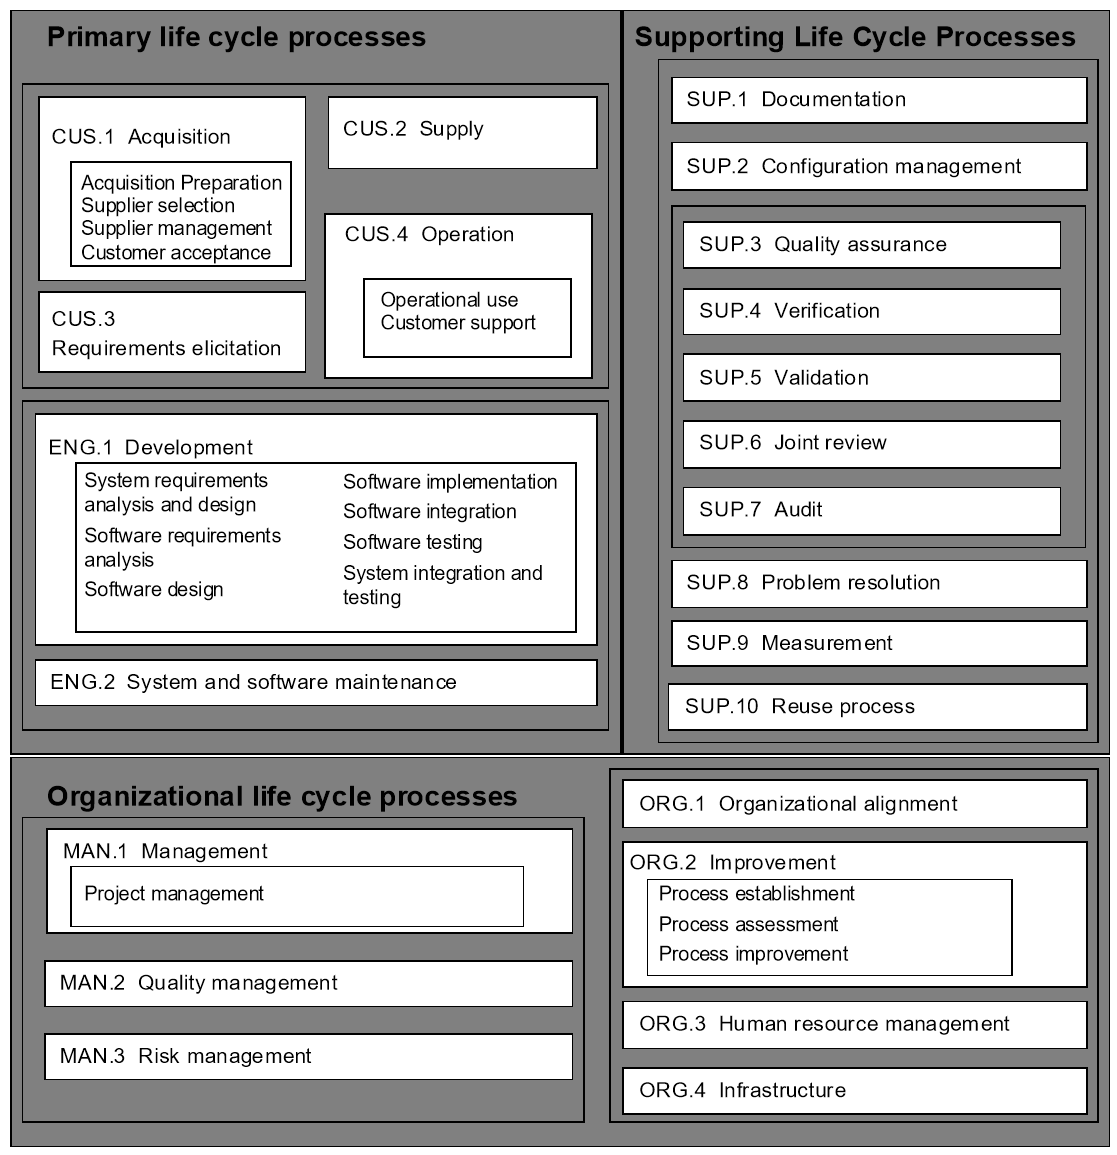 Primary life cycle processes
CUS.1 Acquisition
Acquisition Preparation
Supplier selection
Supplier management
Customer acceptance
CUS.2 Supply
CUS.3
Requirements elicitation
CUS.4 Operation
Operational use
Customer support
ENG.1 Development
System requirements
analysis and design
Software requirements
analysis
Software design
Software implementation
Software integration
Software testing
System integration and
testing
ENG.2 System and software maintenance
Supporting Life Cycle Processes
SUP.1 Documentation
SUP.2 Configuration management
SUP.3 Quality assurance
SUP.4 Verification
SUP.5 Validation
SUP.6 Joint review
SUP.7 Audit
SUP.8 Problem resolution
SUP.9 Measurement
SUP.10 Reuse process
Organizational life cycle processes
MAN.1 Management
Project management
MAN.2 Quality management
MAN.3 Risk management
ORG.1 Organizational alignment
ORG.2 Improvement
Process establishment
Process assessment
Process improvement
ORG.3 Human resource management
ORG.4 Infrastructure